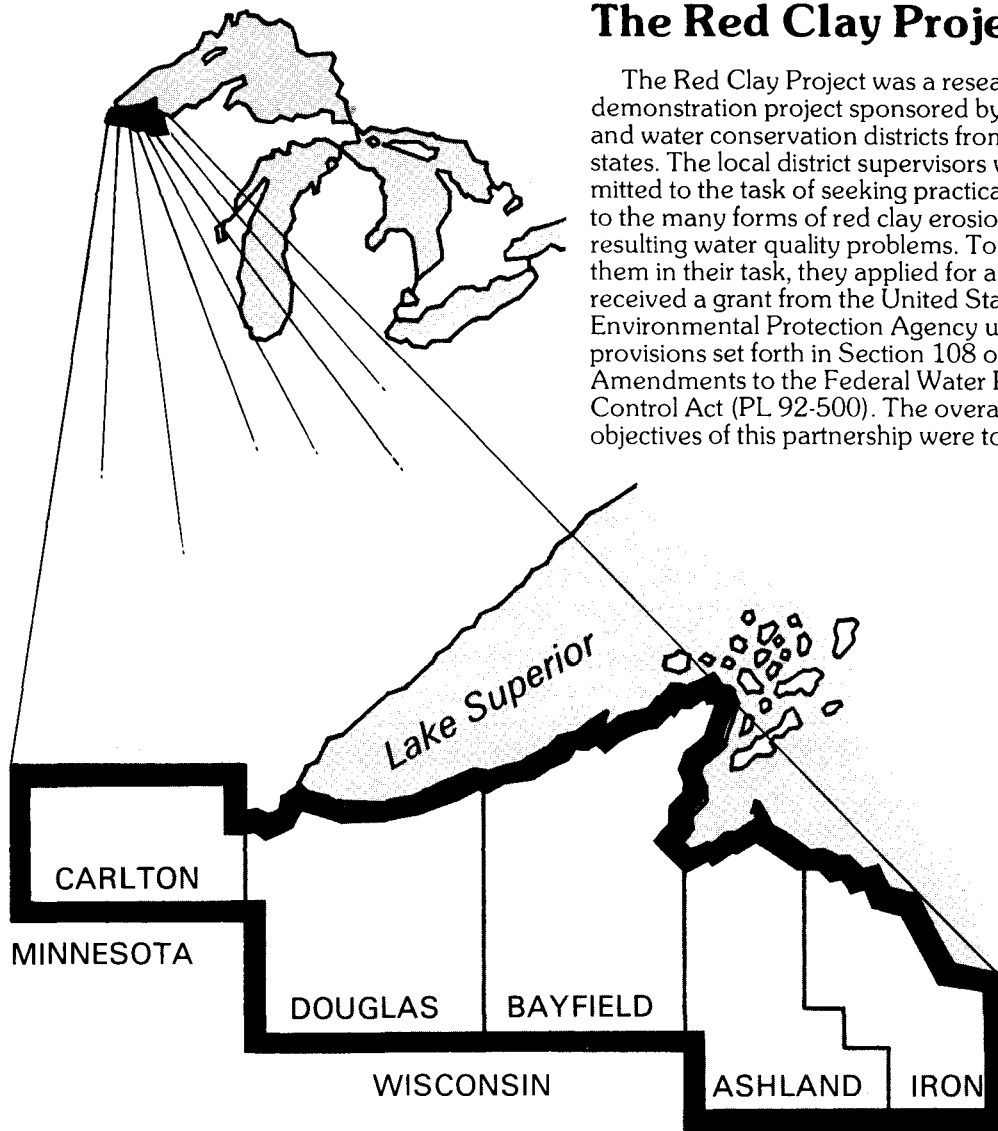 The Red Clay Proje
The Red Clay Project was a resea
demonstration project sponsored by
and water conservation districts from
states. The local district supervisors w
mitted to the task of seeking practica
to the many forms of red clay erosio
resulting water quality problems. To
them in their task, they applied for a
received a grant from the United Sta
Environmental Protection Agency u
provisions set forth in Section 108 o
Amendments to the Federal Water P
Control Act (PL 92-500). The overa
objectives of this partnership were to
Lake Superior
CARLTON
MINNESOTA
DOUGLAS
BAYFIELD
WISCONSIN
ASHLAND
IRON